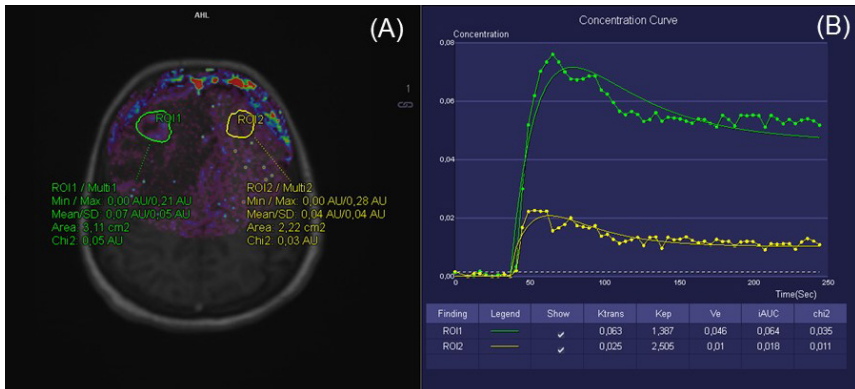 AHL
(A)
1
ROI1
ROI2
ROI1 / Multi1
Min / Max 0,00 AU/0,21 AU
Mean/SD 0,07 AU/0,05 AU
Area 3,11 cm2
Chi2 0,05 AU
ROI2 / Multi2
Min / Max 0,00 AU/0,28 AU
Mean/SD 0,04 AU/0,04 AU
Area 2,22 cm2
Chi2 0,03 AU
Concentration Curve
(B)
Concentration
0,08
0,06
0,04
0,02
0,00
0 50 100 150 200 250
Time(Sec)
Finding Legend Show Ktrans Kep Ve iAUC chi2
ROI1 0,063 1,387 0,046 0,064 0,035
ROI2 0,025 2,505 0,01 0,018 0,011